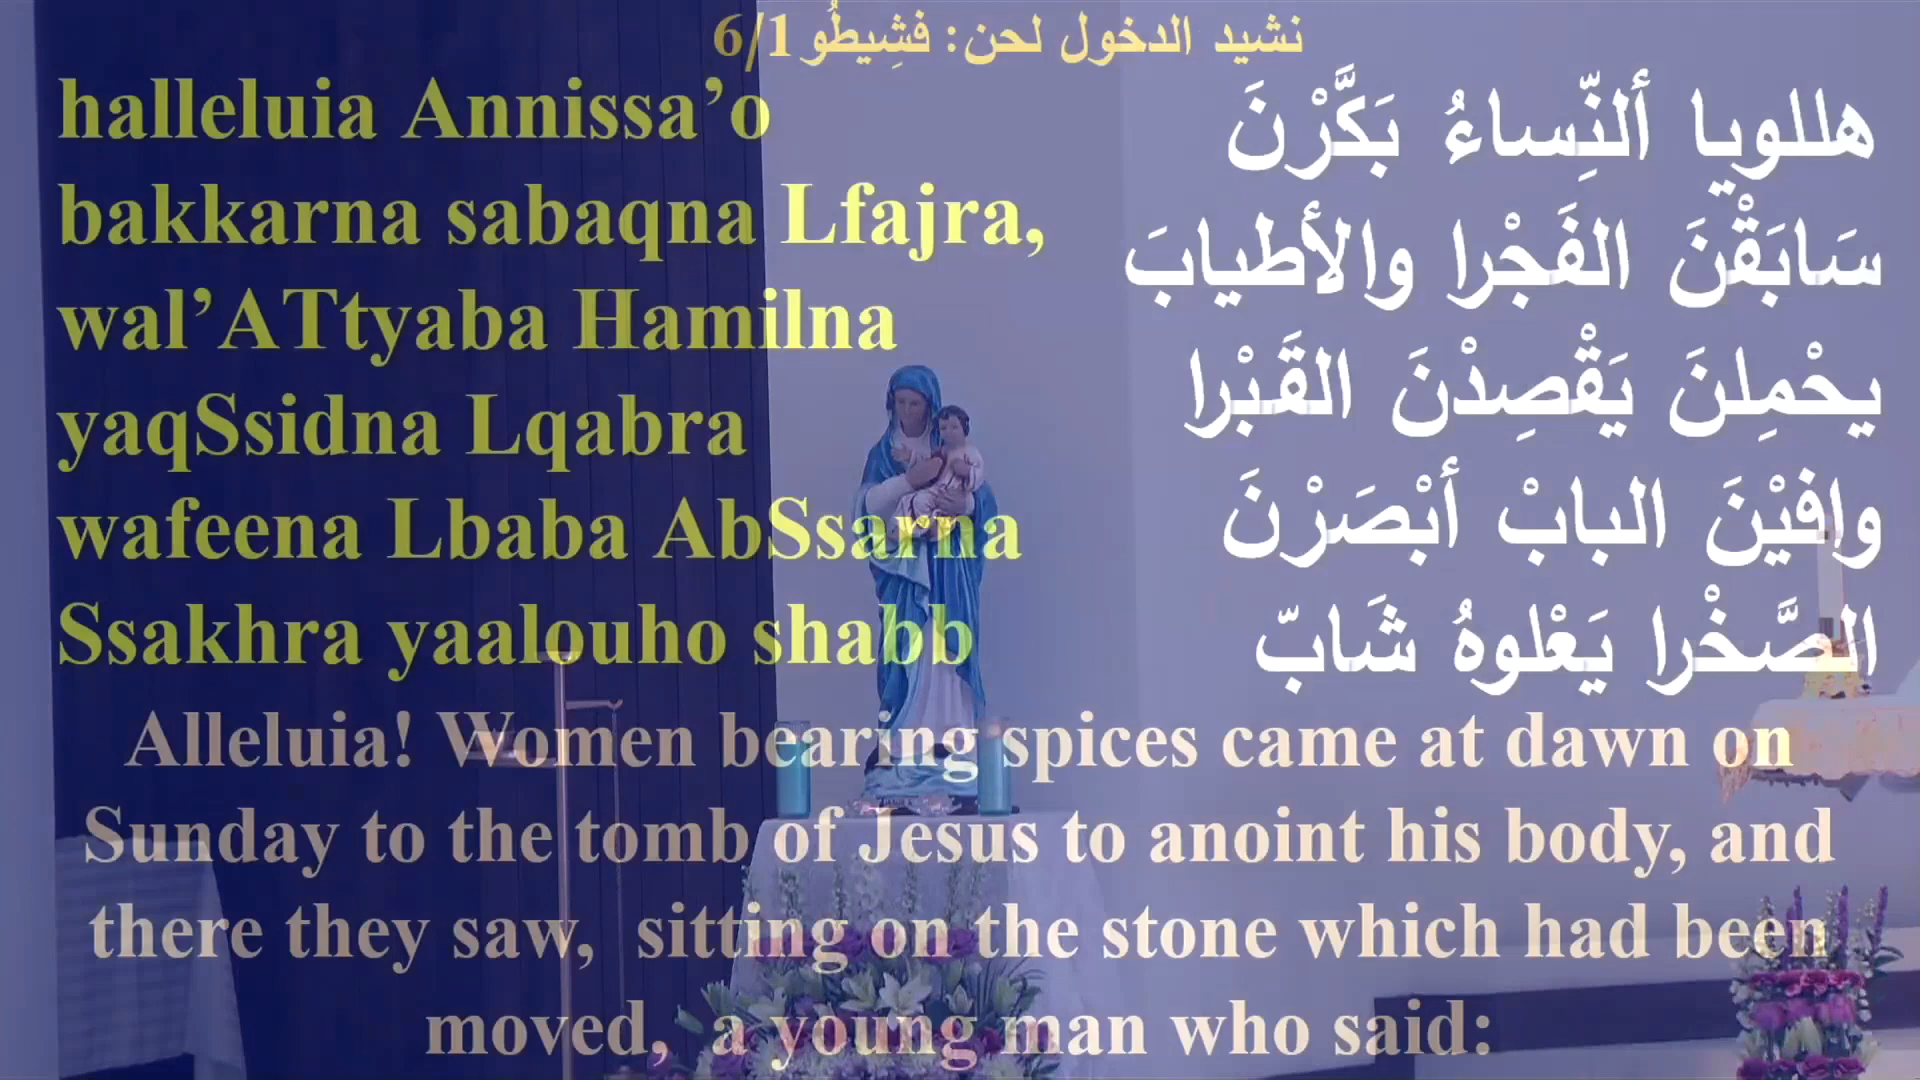 نشيد الدخول لحن: فشِيطُو 6/1
halleluia Annissa’o
bakkarna sabaqna Lfajra,
wal’ATtyaba Hamilna
yaqSsidna Lqabra
wafeena Lbaba AbSsarna
Ssakhra yaalouho shabb
هللويا ألنِّساءُ بَكَّرْنَ
سَابَقْنَ الفَجْرا والأطيابَ
يحْمِلنَ يَقْصِدْنَ القَبْرا
وافيْنَ البابْ أبْصَرْنَ
الصَّخْرا يَعْلوهُ شَابّ
Alleluia! Women bearing spices came at dawn on
Sunday to the tomb of Jesus to anoint his body, and
there they saw,  sitting on the stone which had been
moved,  a young man who said: